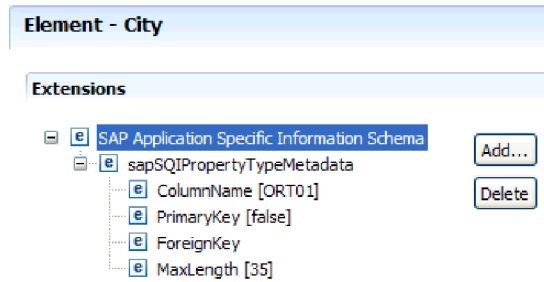 Element - City
Extensions
SAP Application Specific Information Schema
sapSQIPropertyTypeMetadata
ColumnName [ORT01]
PrimaryKey [false]
ForeignKey
MaxLength [35]
Add...
Delete